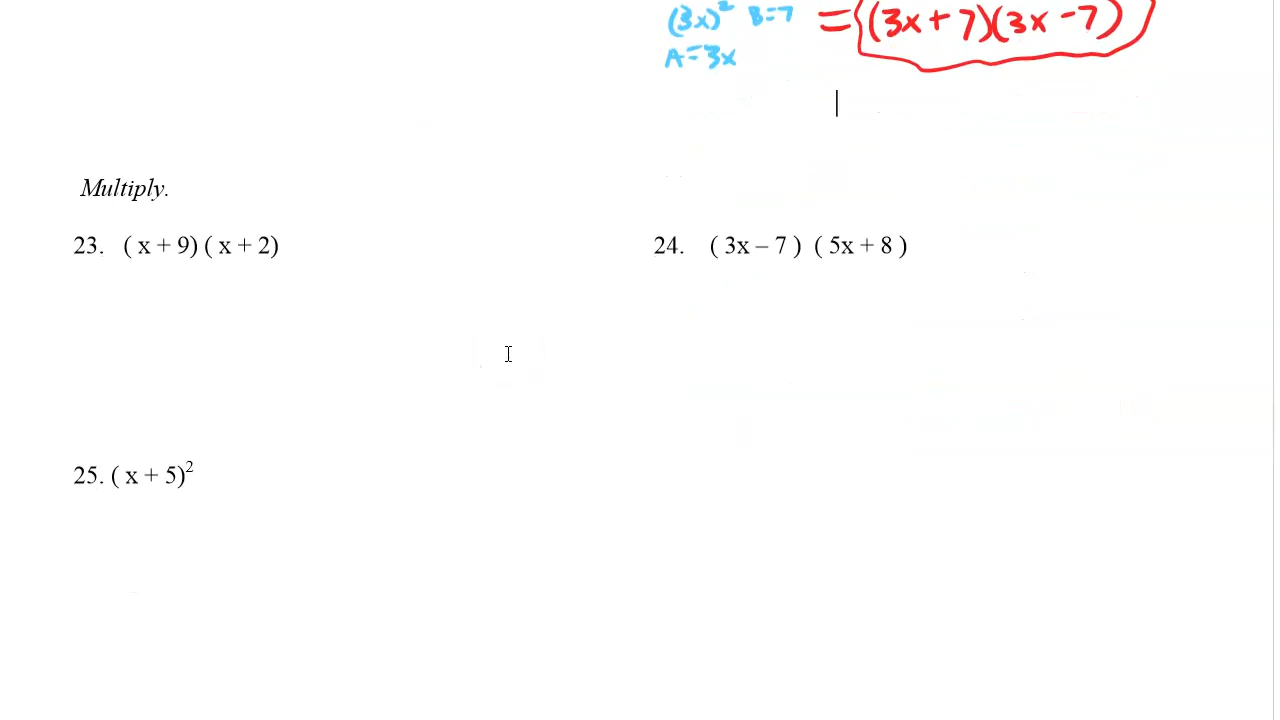 (3x)² B=7 =(3x+7)(3x-7)
A=3x
Multiply.
23. ( x + 9) ( x + 2) 24. ( 3x – 7 ) ( 5x + 8 )
25. ( x + 5)²